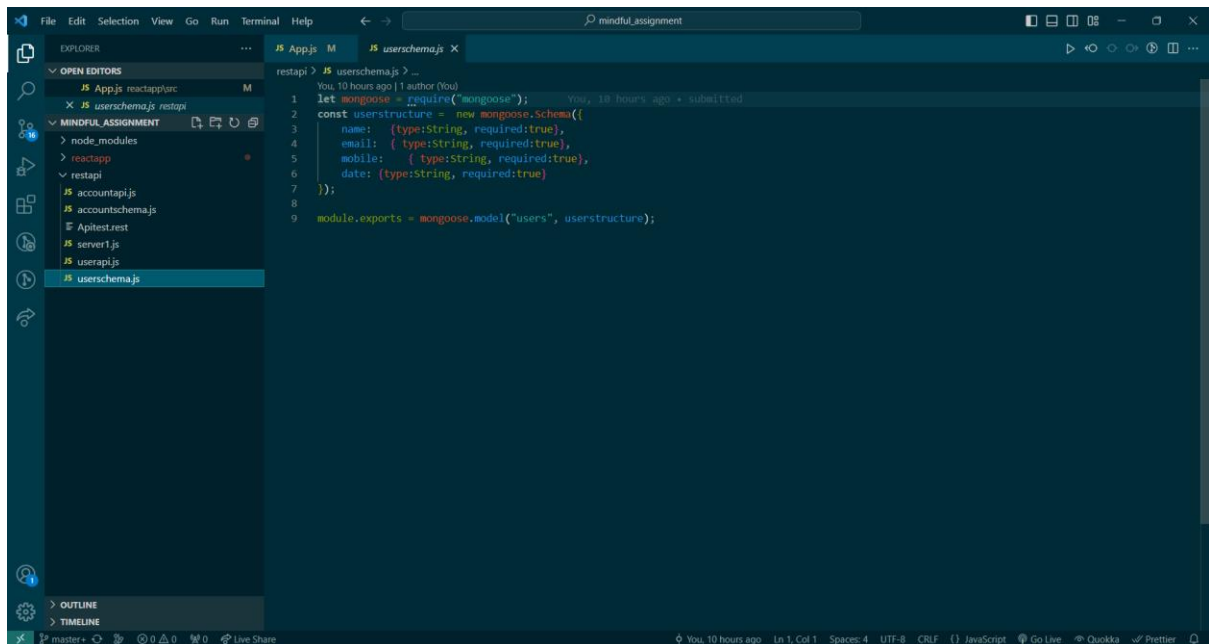 File Edit Selection View Go Run Terminal Help
mindful_assignment
EXPLORER
OPEN EDITORS
JS App.js reactapp\src M
JS userschema.js restapi
MINDFUL_ASSIGNMENT
node_modules
reactapp
restapi
JS accountapi.js
JS accountschema.js
Apitest.rest
JS server1.js
JS userapi.js
JS userschema.js
OUTLINE
TIMELINE
16
1
JS App.js M JS userschema.js
restapi > JS userschema.js > ...
You, 10 hours ago | 1 author (You)
1 let mongoose = require("mongoose"); You, 10 hours ago • submitted
2 const userstructure = new mongoose.Schema({
3 name: {type:String, required:true},
4 email: { type:String, required:true},
5 mobile: { type:String, required:true},
6 date: {type:String, required:true}
7 });
8
9 module.exports = mongoose.model("users", userstructure);
master+ 0 0 0 Live Share You, 10 hours ago Ln 1, Col 1 Spaces: 4 UTF-8 CRLF {} JavaScript Go Live Quokka Prettier